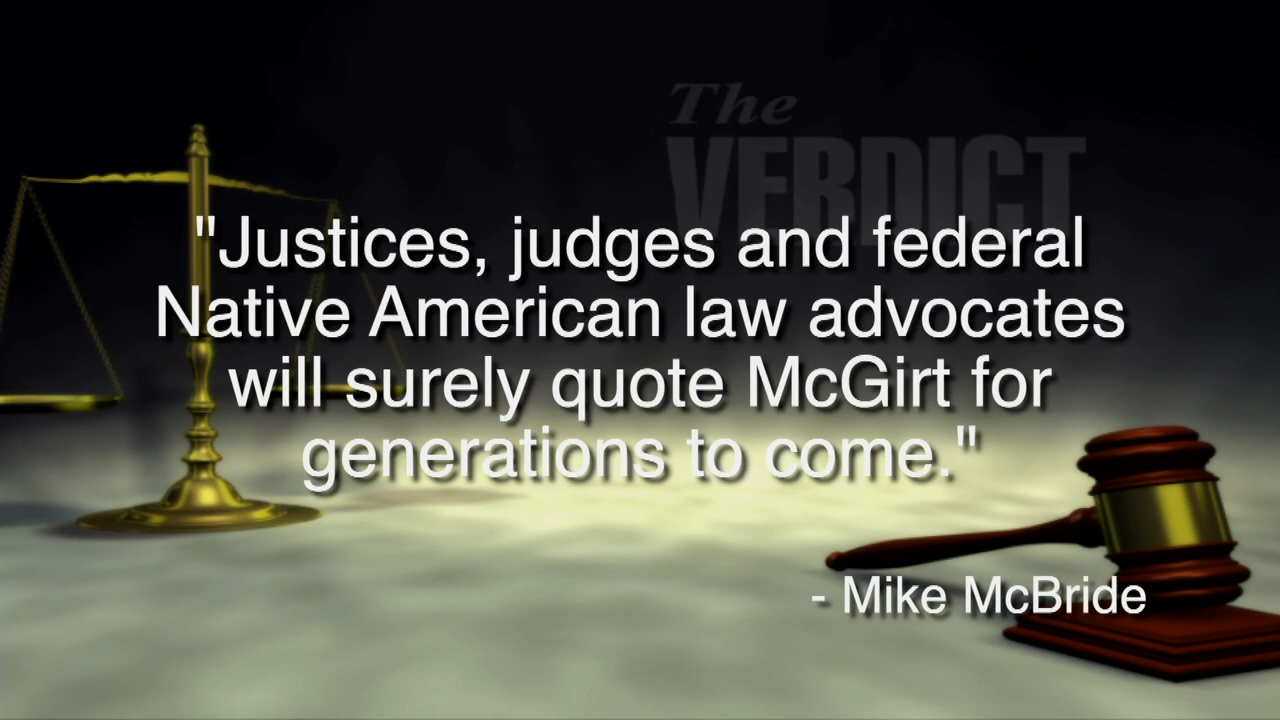 The
VERDICT
"Justices, judges and federal
Native American law advocates
will surely quote McGirt for
generations to come."
- Mike McBride